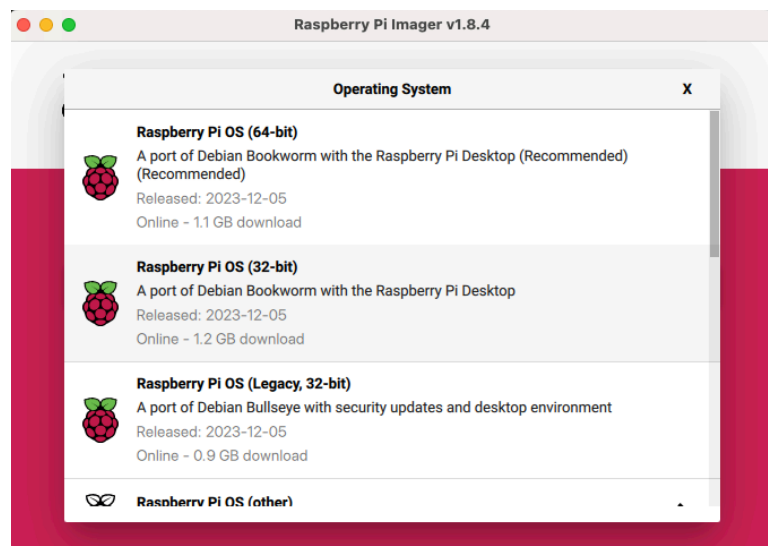 Raspberry Pi Imager v1.8.4
Operating System X
Raspberry Pi OS (64-bit)
A port of Debian Bookworm with the Raspberry Pi Desktop (Recommended)
(Recommended)
Released: 2023-12-05
Online - 1.1 GB download
Raspberry Pi OS (32-bit)
A port of Debian Bookworm with the Raspberry Pi Desktop
Released: 2023-12-05
Online - 1.2 GB download
Raspberry Pi OS (Legacy, 32-bit)
A port of Debian Bullseye with security updates and desktop environment
Released: 2023-12-05
Online - 0.9 GB download
Raspberry Pi OS (other)